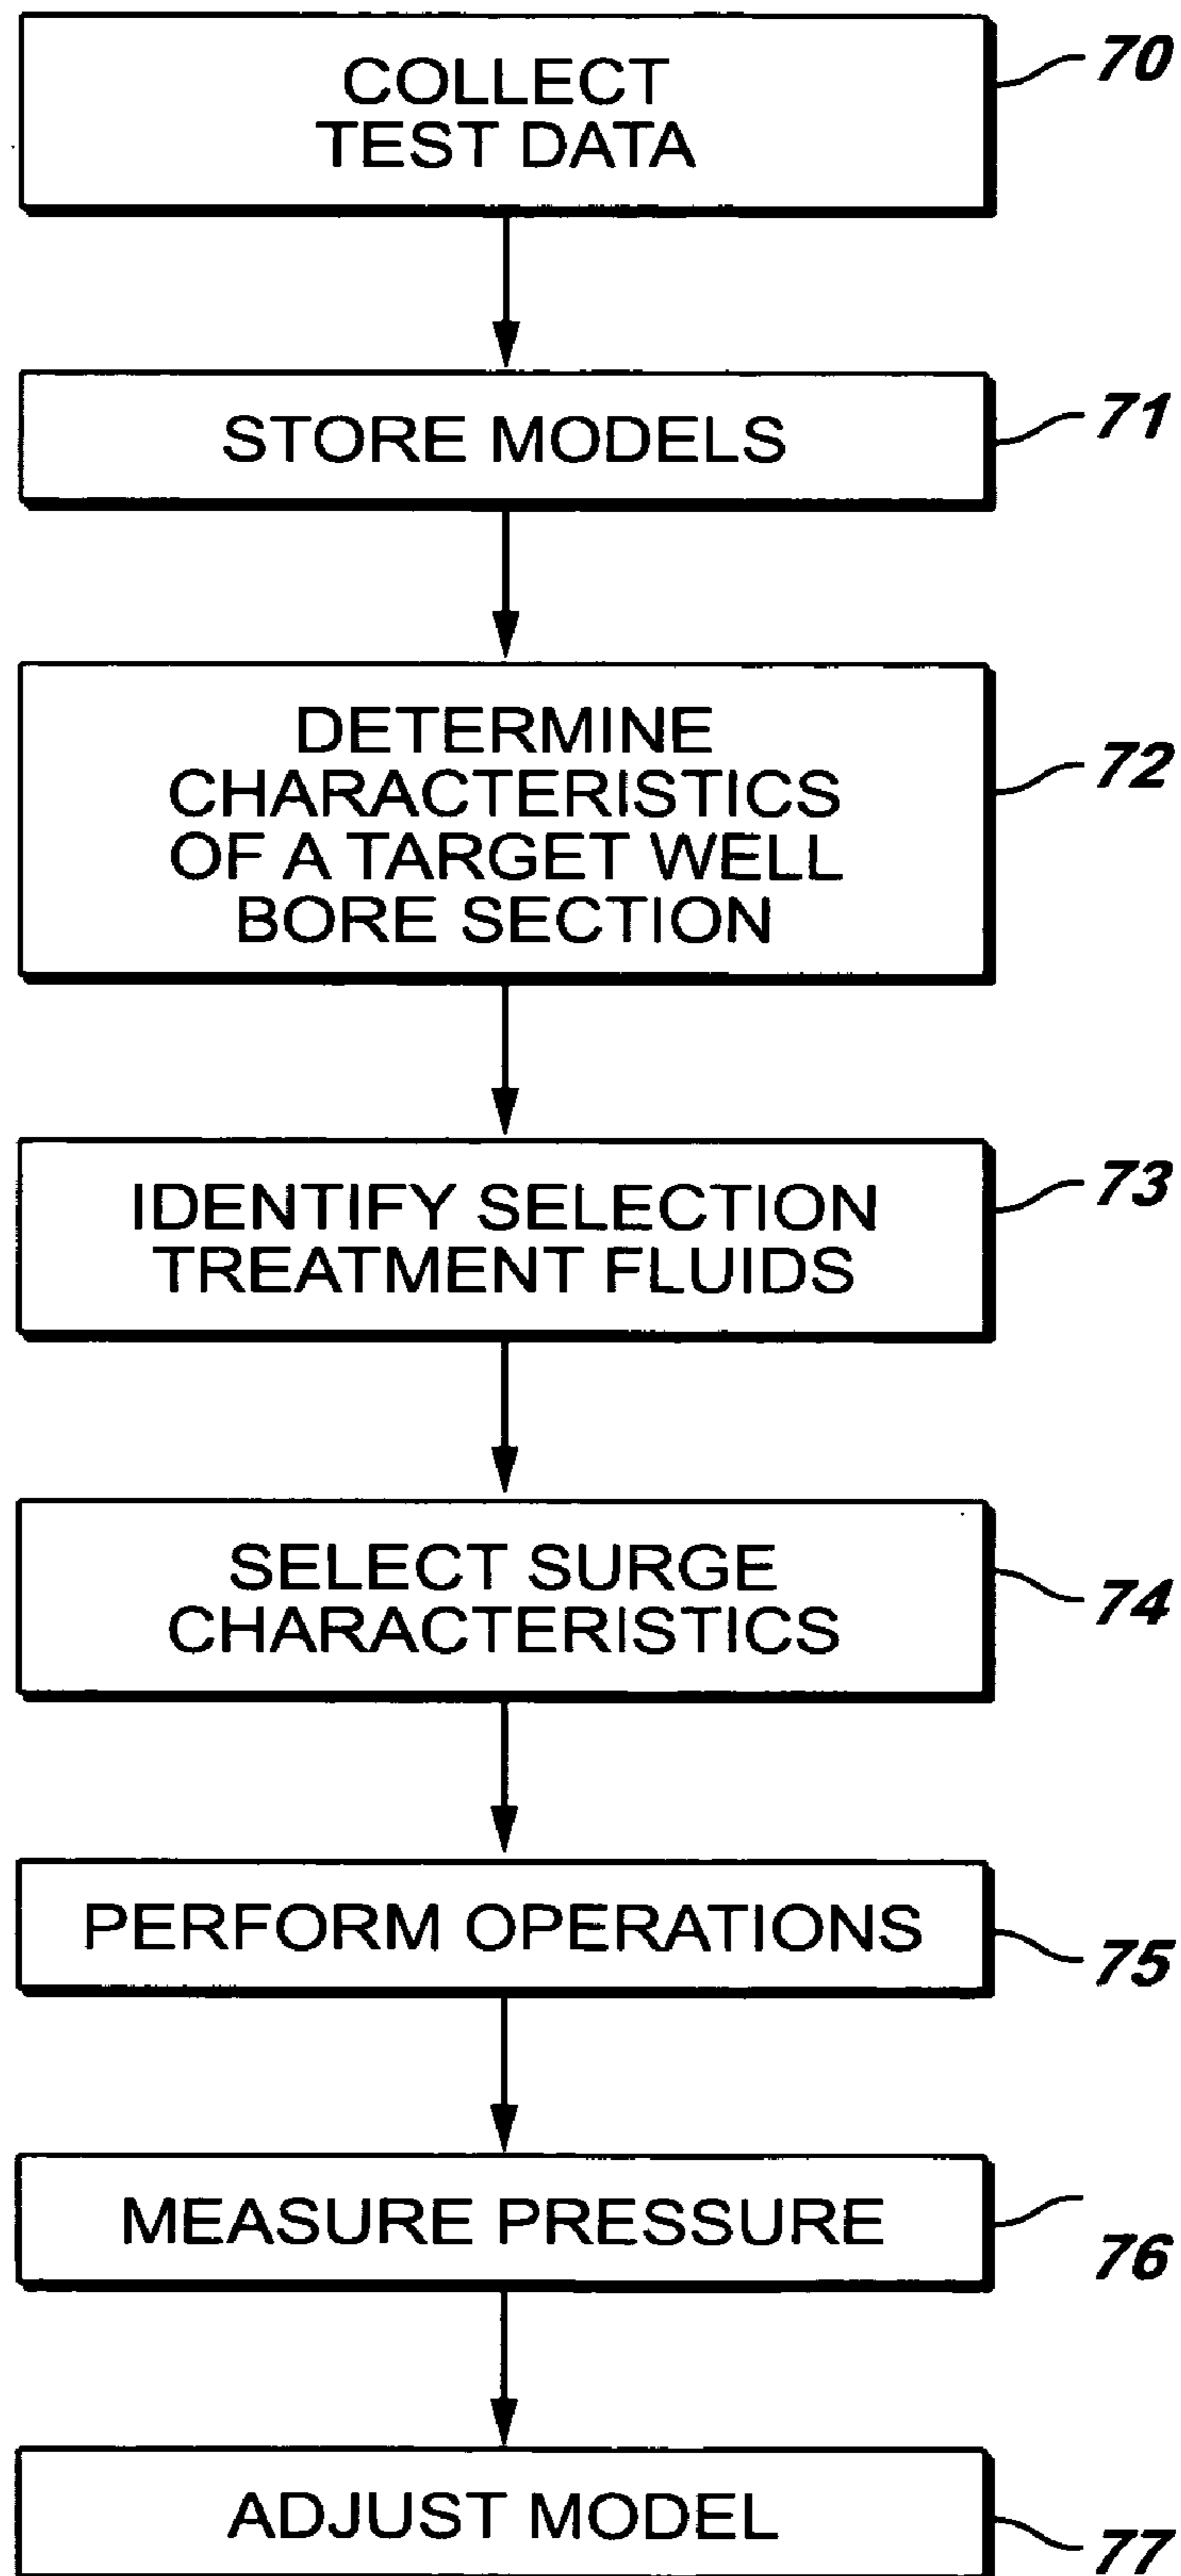 COLLECT
TEST DATA
70
STORE MODELS
71
DETERMINE
CHARACTERISTICS
OF A TARGET WELL
BORE SECTION
72
IDENTIFY SELECTION
TREATMENT FLUIDS
73
SELECT SURGE
CHARACTERISTICS
74
PERFORM OPERATIONS
75
MEASURE PRESSURE
76
ADJUST MODEL
77